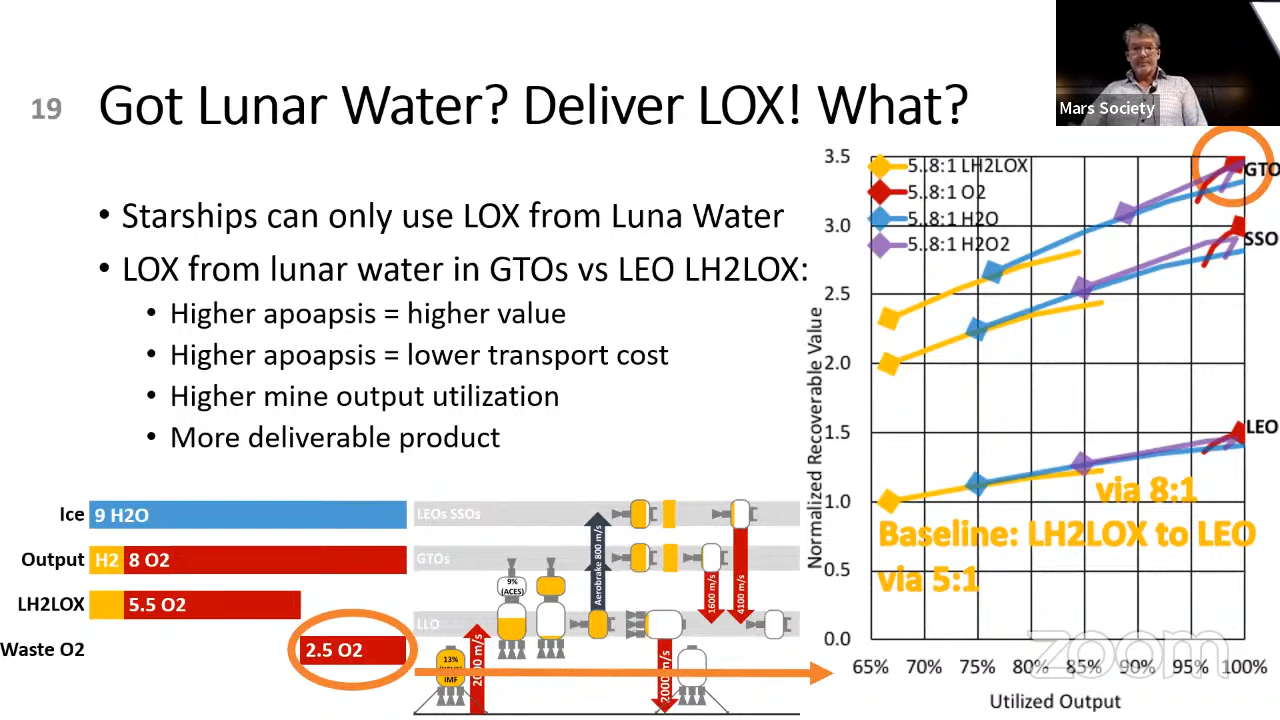 19
Got Lunar Water? Deliver LOX! What?
Mars Society
• Starships can only use LOX from Luna Water
• LOX from lunar water in GTOs vs LEO LH2LOX:
• Higher apoapsis = higher value
• Higher apoapsis = lower transport cost
• Higher mine output utilization
• More deliverable product
Ice
9 H2O
Output
H2
8 O2
LH2LOX
5.5 O2
Waste O2
2.5 O2
LEOs SSOs
GTOs
LLO
9%
(ACES)
Aerobrake 800 m/s
1600 m/s
4100 m/s
13%
IMF
2000 m/s
Normalized Recoverable Value
3.5
3.0
2.5
2.0
1.5
1.0
0.5
0.0
5..8:1 LH2LOX
5..8:1 O2
5..8:1 H2O
5..8:1 H2O2
GTO
SSO
LEO
via 8:1
Baseline: LH2LOX to LEO
via 5:1
65% 70% 75% 80% 85% 90% 95% 100%
Utilized Output
zoom